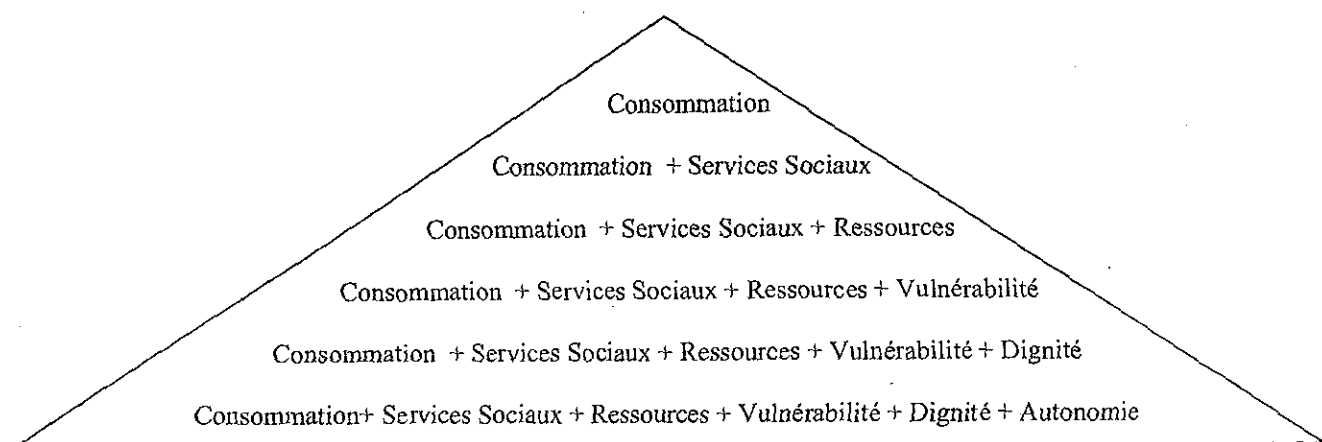 Consommation
Consommation + Services Sociaux
Consommation + Services Sociaux + Ressources
Consommation + Services Sociaux + Ressources + Vulnérabilité
Consommation + Services Sociaux + Ressources + Vulnérabilité + Dignité
Consommation+ Services Sociaux + Ressources + Vulnérabilité + Dignité + Autonomie